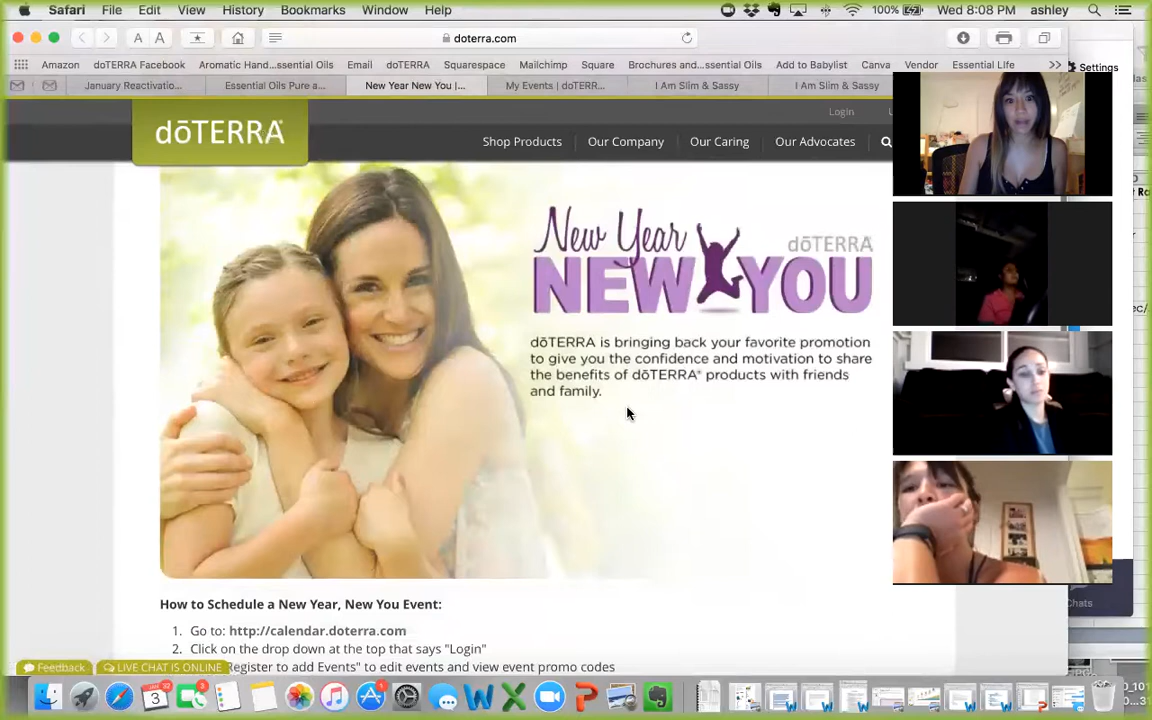 Safari File Edit View History Bookmarks Window Help 100% Wed 8:08 PM ashley
A A doterra.com
Amazon doTERRA Facebook Aromatic Hand...ssential Oils Email doTERRA Squarespace Mailchimp Square Brochures and...ssential Oils Add to Babylist Canva Vendor Essential Life >> Settings
January Reactivatio... Essential Oils Pure a... New Year New You |... My Events | dōTERR... I Am Slim & Sassy I Am Slim & Sassy
Login
dōTERRA®
Shop Products Our Company Our Caring Our Advocates
New Year dōTERRA®
NEW YOU
dōTERRA is bringing back your favorite promotion
to give you the confidence and motivation to share
the benefits of dōTERRA® products with friends
and family.
How to Schedule a New Year, New You Event:
1. Go to: http://calendar.doterra.com
2. Click on the drop down at the top that says "Login"
Register to add Events" to edit events and view event promo codes
Feedback LIVE CHAT IS ONLINE
Chats
3